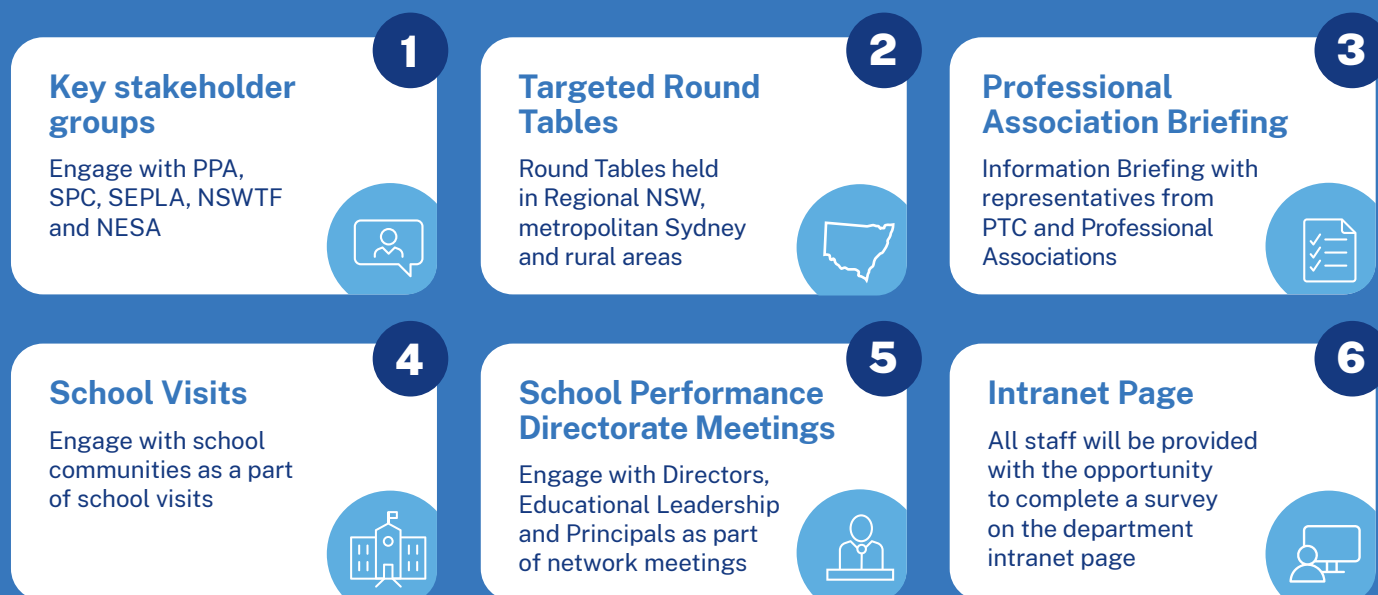 1
Key stakeholder
groups
Engage with PPA,
SPC, SEPLA, NSWTF
and NESA
2
Targeted Round
Tables
Round Tables held
in Regional NSW,
metropolitan Sydney
and rural areas
3
Professional
Association Briefing
Information Briefing with
representatives from
PTC and Professional
Associations
4
School Visits
Engage with school
communities as a part
of school visits
5
School Performance
Directorate Meetings
Engage with Directors,
Educational Leadership
and Principals as part
of network meetings
6
Intranet Page
All staff will be provided
with the opportunity
to complete a survey
on the department
intranet page